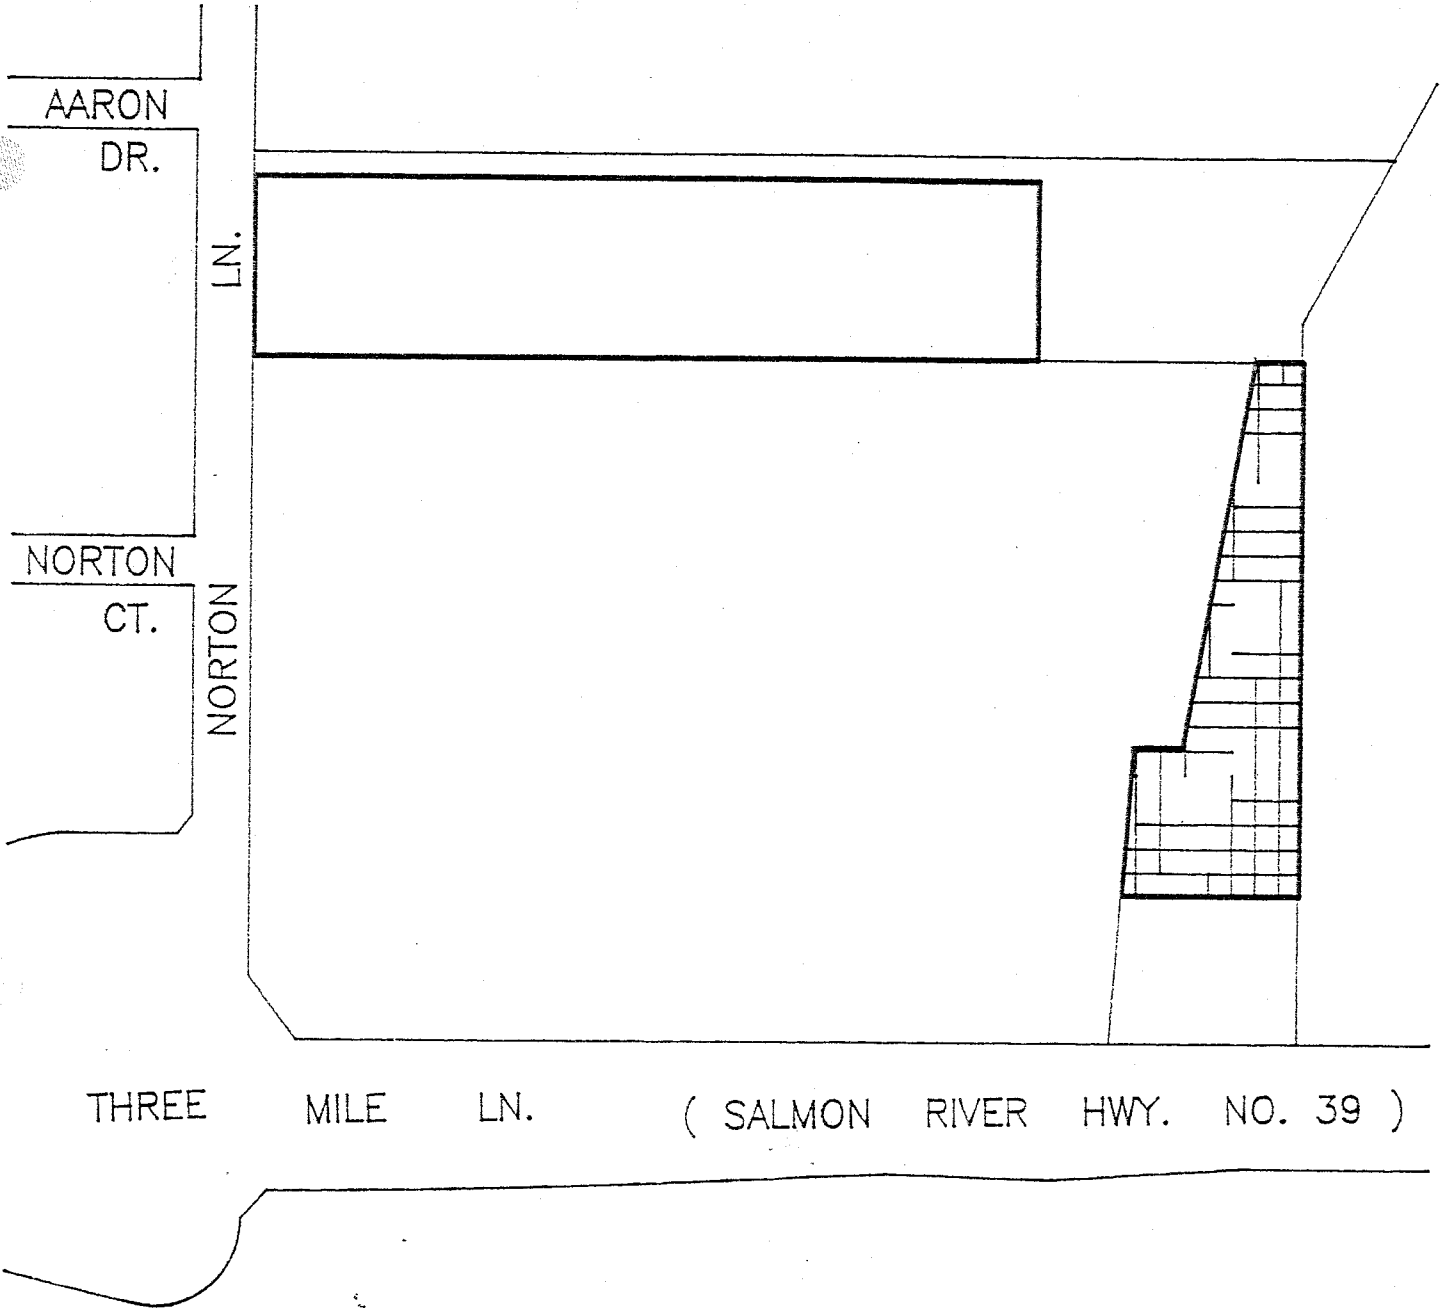 AARON
DR.
NORTON LN.
NORTON
CT.
THREE MILE LN. ( SALMON RIVER HWY. NO. 39 )